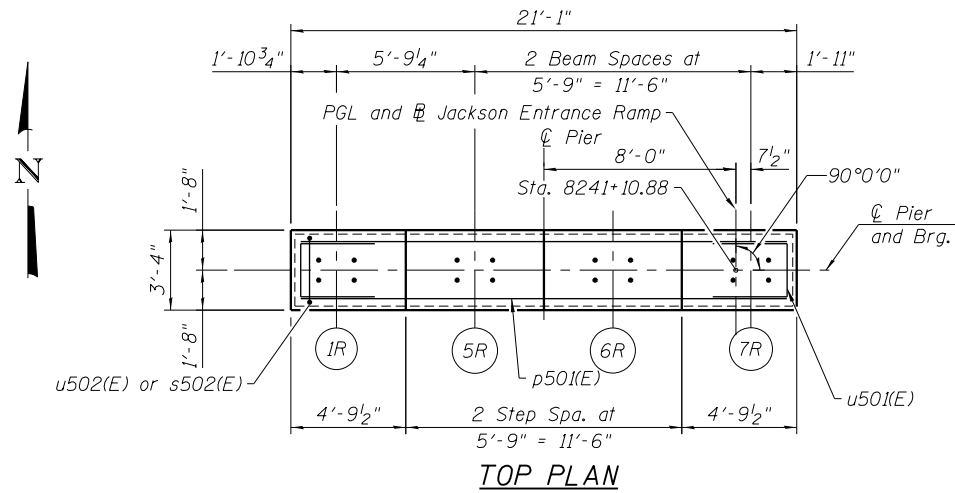 21'-1"
1'-10¾"
5'-9¼"
2 Beam Spaces at
5'-9" = 11'-6"
1'-11"
PGL and ⅊ Jackson Entrance Ramp
℄ Pier
8'-0"
7½"
Sta. 8241+10.88
90°0'0"
℄ Pier
and Brg.
N
1'-8"
3'-4"
1'-8"
1R
5R
6R
7R
u502(E) or s502(E)
p501(E)
u501(E)
4'-9½"
2 Step Spa. at
5'-9" = 11'-6"
4'-9½"
TOP PLAN